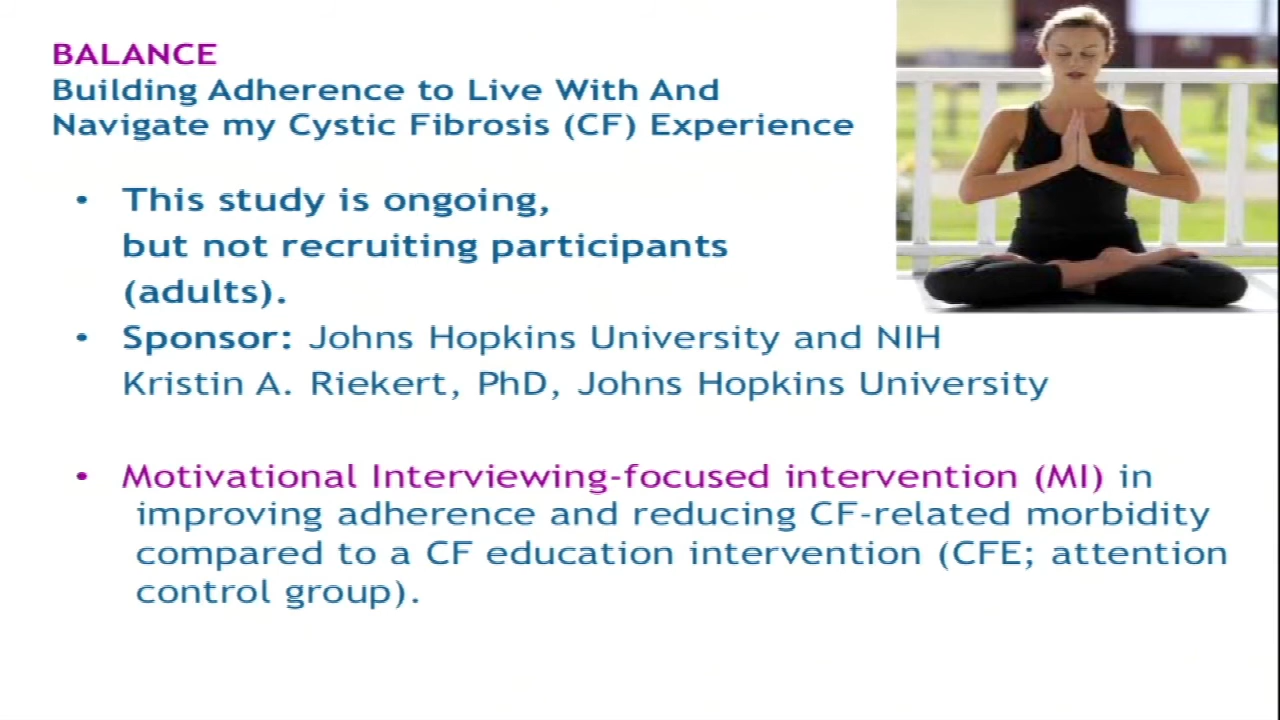 BALANCE
Building Adherence to Live With And
Navigate my Cystic Fibrosis (CF) Experience
• This study is ongoing,
but not recruiting participants
(adults).
• Sponsor: Johns Hopkins University and NIH
Kristin A. Riekert, PhD, Johns Hopkins University
• Motivational Interviewing-focused intervention (MI) in
improving adherence and reducing CF-related morbidity
compared to a CF education intervention (CFE; attention
control group).